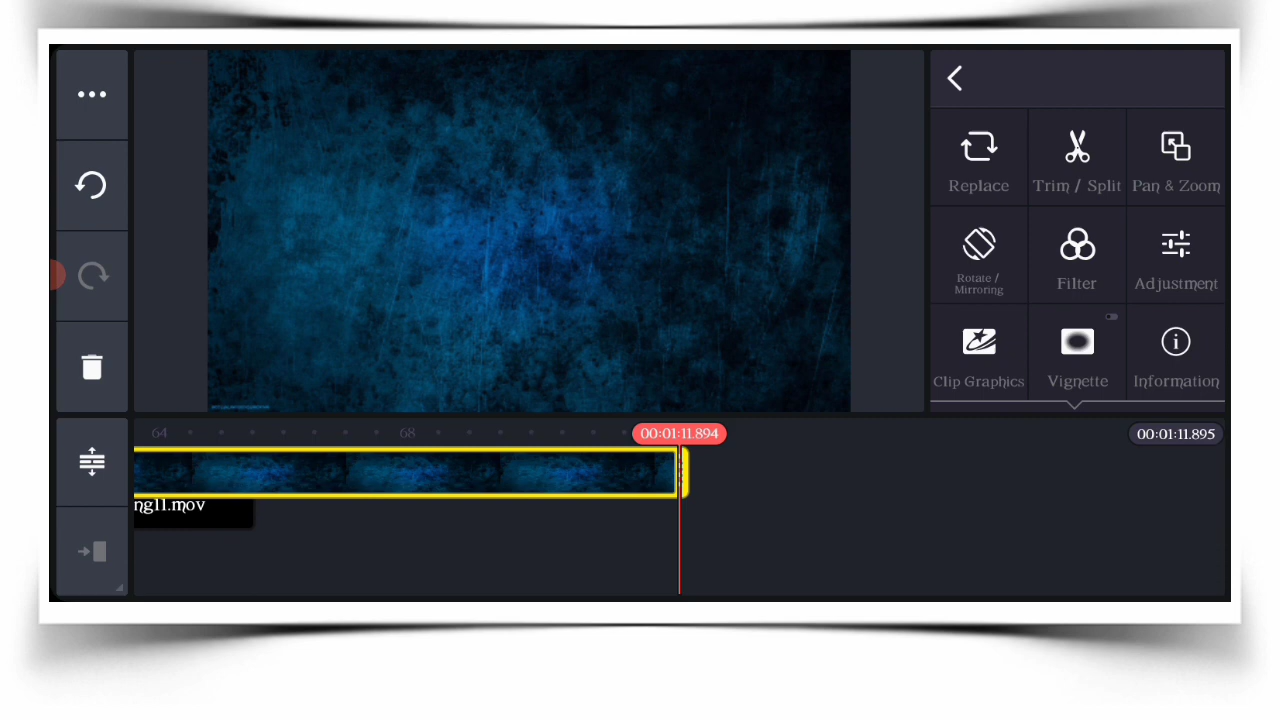 Replace
Trim / Split
Pan & Zoom
Rotate /
Mirroring
Filter
Adjustment
Clip Graphics
Vignette
Information
64
68
00:01:11.894
00:01:11.895
ng11.mov